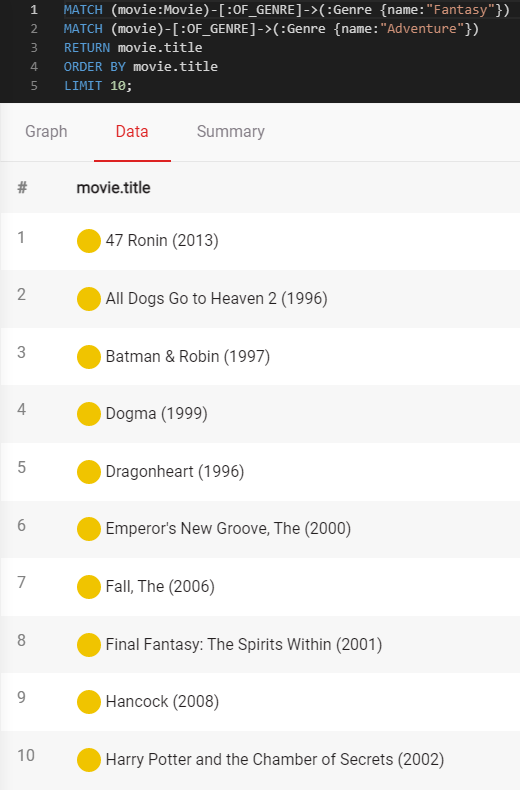 1 MATCH (movie:Movie)-[:OF_GENRE]->(:Genre {name:"Fantasy"})
2 MATCH (movie)-[:OF_GENRE]->(:Genre {name:"Adventure"})
3 RETURN movie.title
4 ORDER BY movie.title
5 LIMIT 10;
Graph Data Summary
# movie.title
1 47 Ronin (2013)
2 All Dogs Go to Heaven 2 (1996)
3 Batman & Robin (1997)
4 Dogma (1999)
5 Dragonheart (1996)
6 Emperor's New Groove, The (2000)
7 Fall, The (2006)
8 Final Fantasy: The Spirits Within (2001)
9 Hancock (2008)
10 Harry Potter and the Chamber of Secrets (2002)